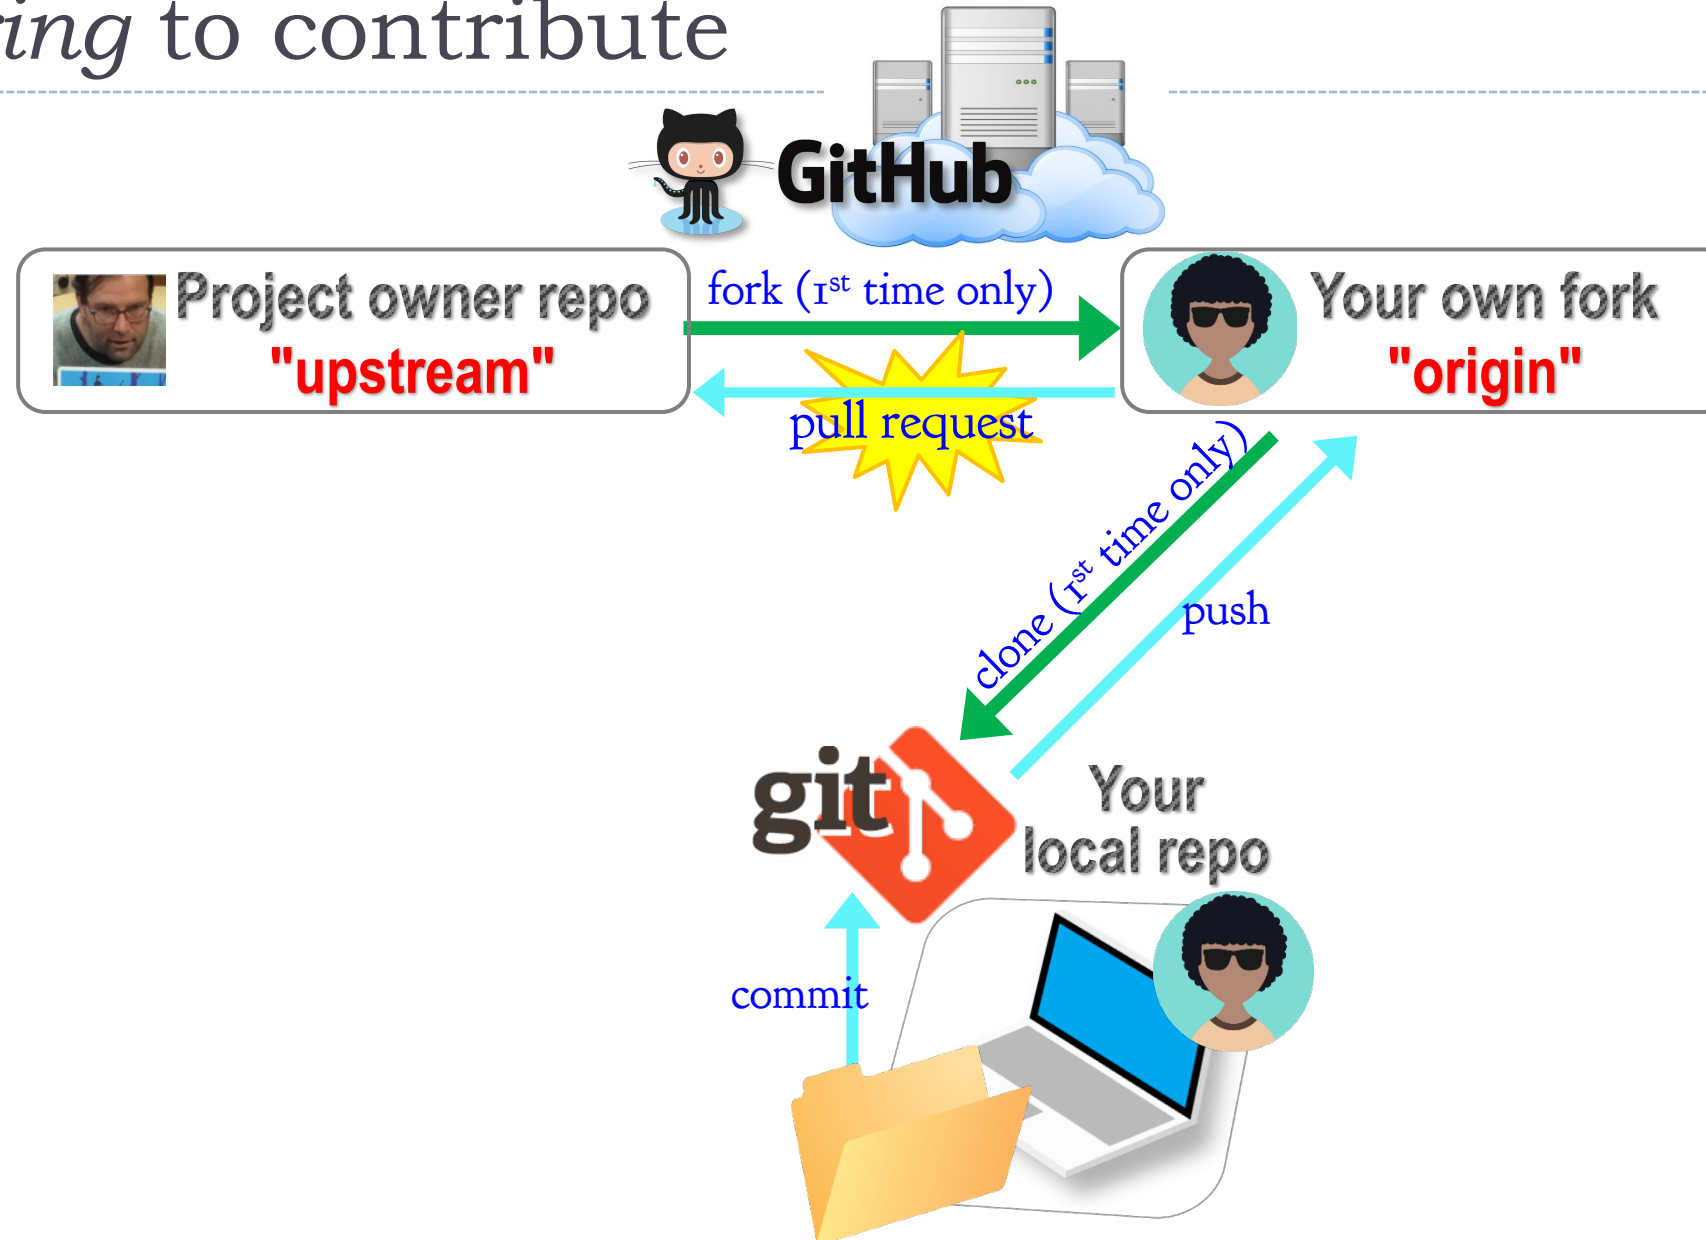 to contribute
GitHub
Project owner repo
"upstream"
fork (1st time only)
pull request
Your own fork
"origin"
clone (1st time only)
push
git
Your
local repo
commit